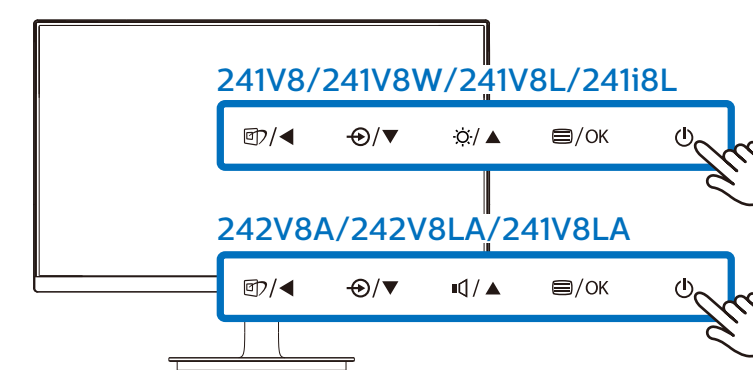 241V8/241V8W/241V8L/241i8L
/◀ /▼ /▲ /OK
242V8A/242V8LA/241V8LA
/◀ /▼ /▲ /OK